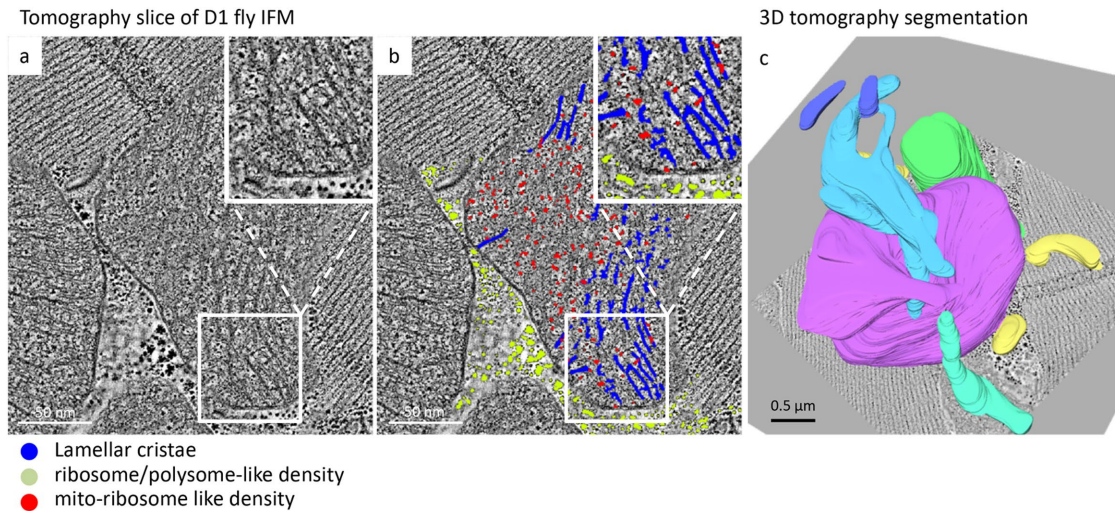 Tomography slice of D1 fly IFM
3D tomography segmentation
a
b
c
50 nm
50 nm
0.5 µm
Lamellar cristae
ribosome/polysome-like density
mito-ribosome like density